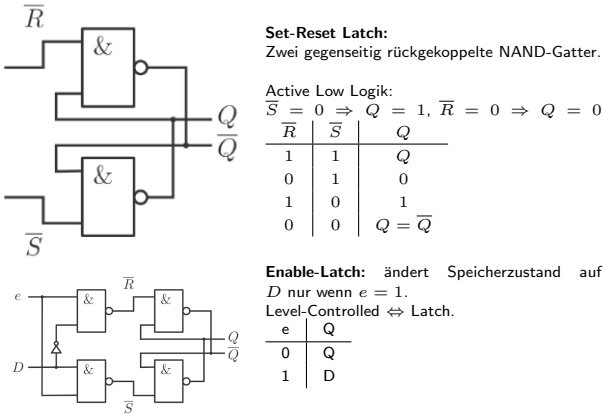 R̅
&
Q
Q̅
&
S̅
Set-Reset Latch:
Zwei gegenseitig rückgekoppelte NAND-Gatter.
Active Low Logik:
S̅ = 0 ⇒ Q = 1, R̅ = 0 ⇒ Q = 0
R̅ S̅ Q
1 1 Q
0 1 0
1 0 1
0 0 Q = Q̅
e
R̅
& &
Q
Q̅
D
& &
S̅
Enable-Latch: ändert Speicherzustand auf
D nur wenn e = 1.
Level-Controlled ⇔ Latch.
e Q
0 Q
1 D